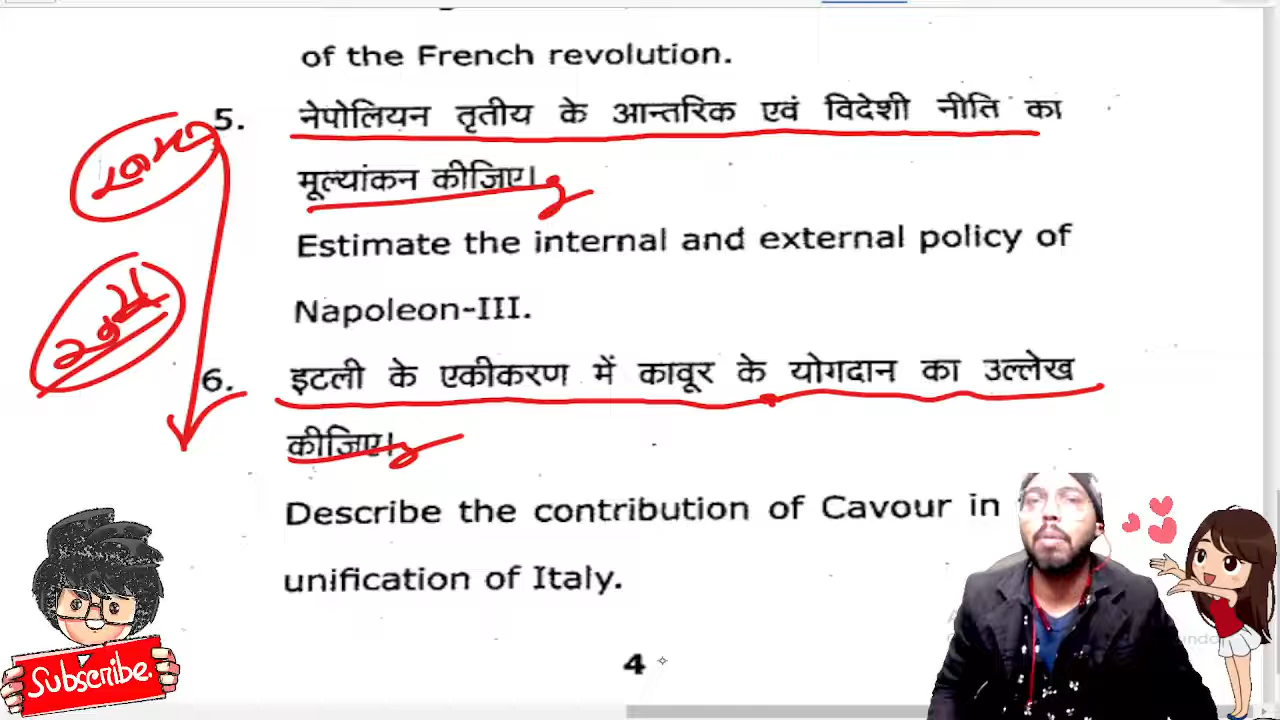 of the French revolution.
5. नेपोलियन तृतीय के आन्तरिक एवं विदेशी नीति का
मूल्यांकन कीजिए।
Estimate the internal and external policy of
Napoleon-III.
6. इटली के एकीकरण में कावूर के योगदान का उल्लेख
कीजिए।
Describe the contribution of Cavour in
unification of Italy.
4
Subscribe.